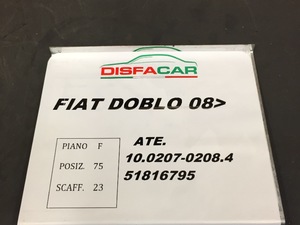 DISFACAR
FIAT DOBLO 08>
PIANO F
POSIZ. 75
SCAFF. 23
ATE.
10.0207-0208.4
51816795